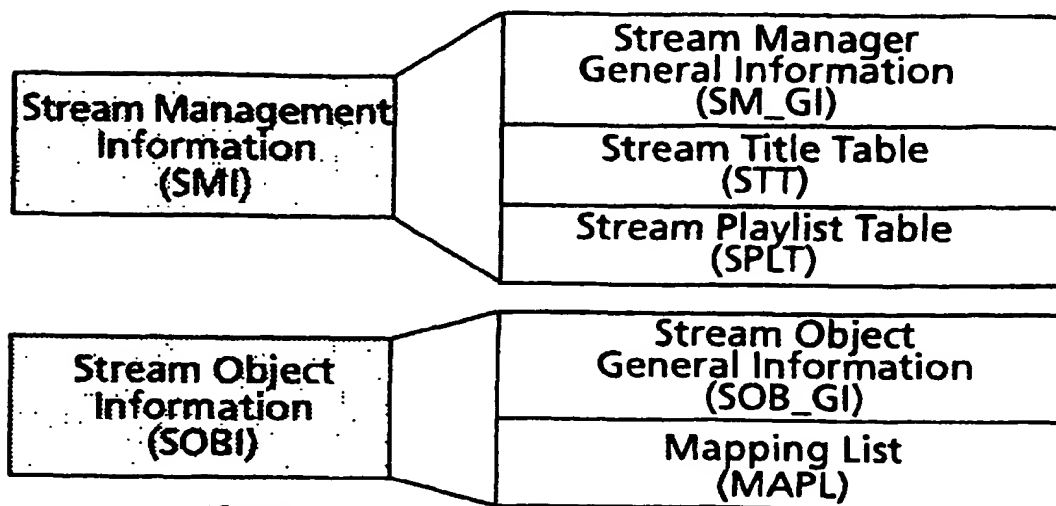 Stream Management
Information
(SMI)
Stream Manager
General Information
(SM_GI)
Stream Title Table
(STT)
Stream Playlist Table
(SPLT)
Stream Object
Information
(SOBI)
Stream Object
General Information
(SOB_GI)
Mapping List
(MAPL)